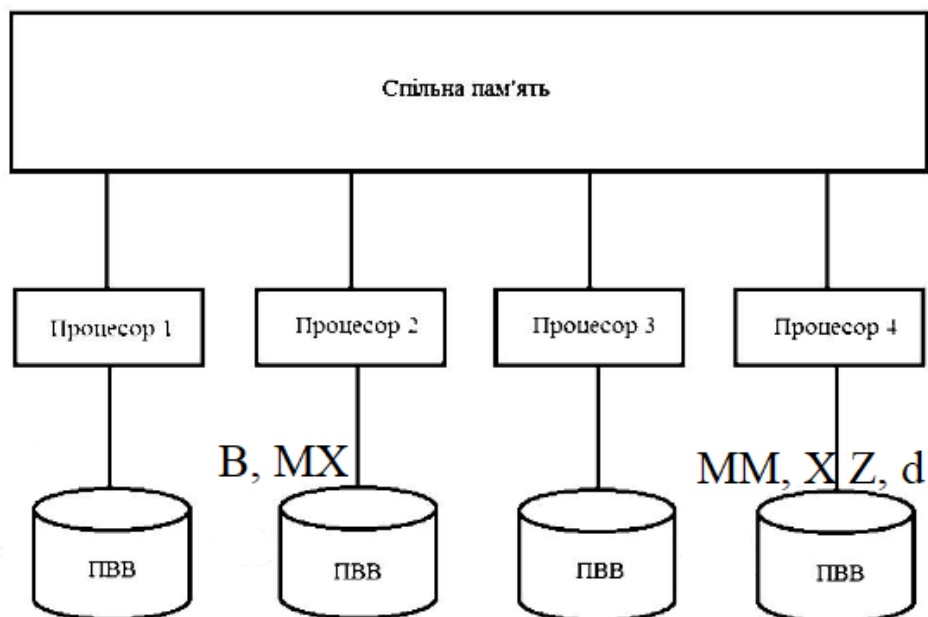 Спільна пам'ять
Процесор 1 Процесор 2 Процесор 3 Процесор 4
B, MX MM, X Z, d
ПВВ ПВВ ПВВ ПВВ